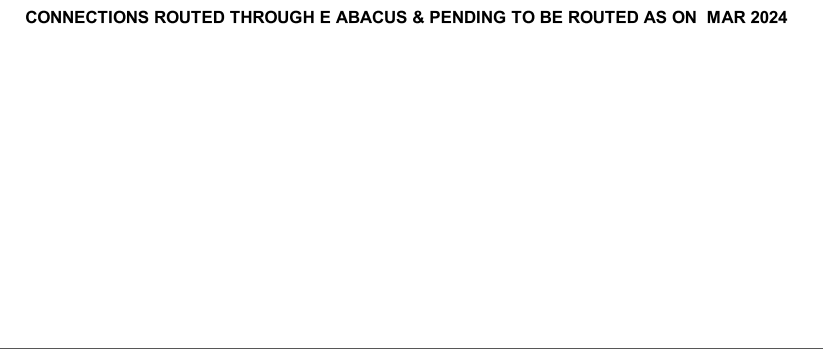 CONNECTIONS ROUTED THROUGH E ABACUS & PENDING TO BE ROUTED AS ON  MAR 2024